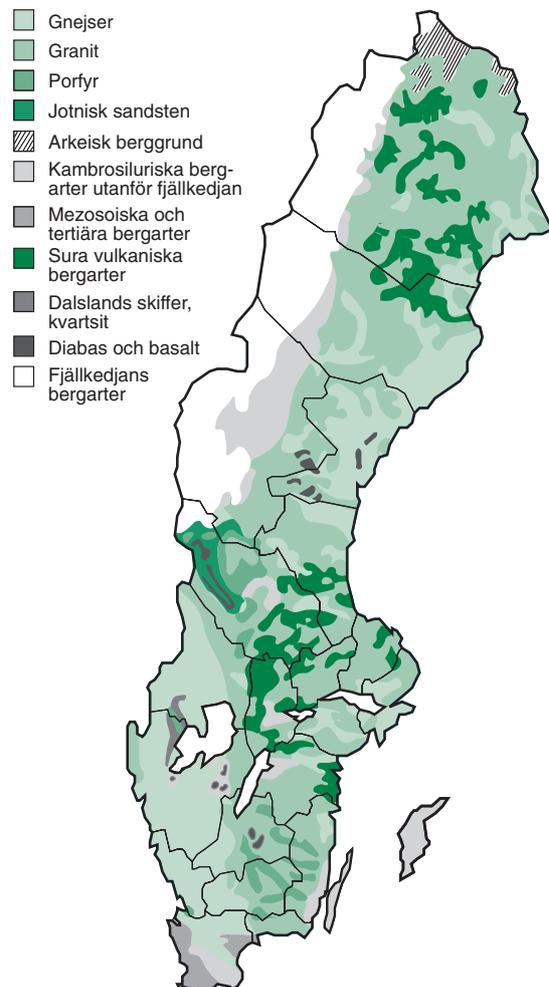 Gnejser
Granit
Porfyr
Jotnisk sandsten
Arkeisk berggrund
Kambrosiluriska berg-
arter utanför fjällkedjan
Mezosoiska och
tertiära bergarter
Sura vulkaniska
bergarter
Dalslands skiffer,
kvartsit
Diabas och basalt
Fjällkedjans
bergarter